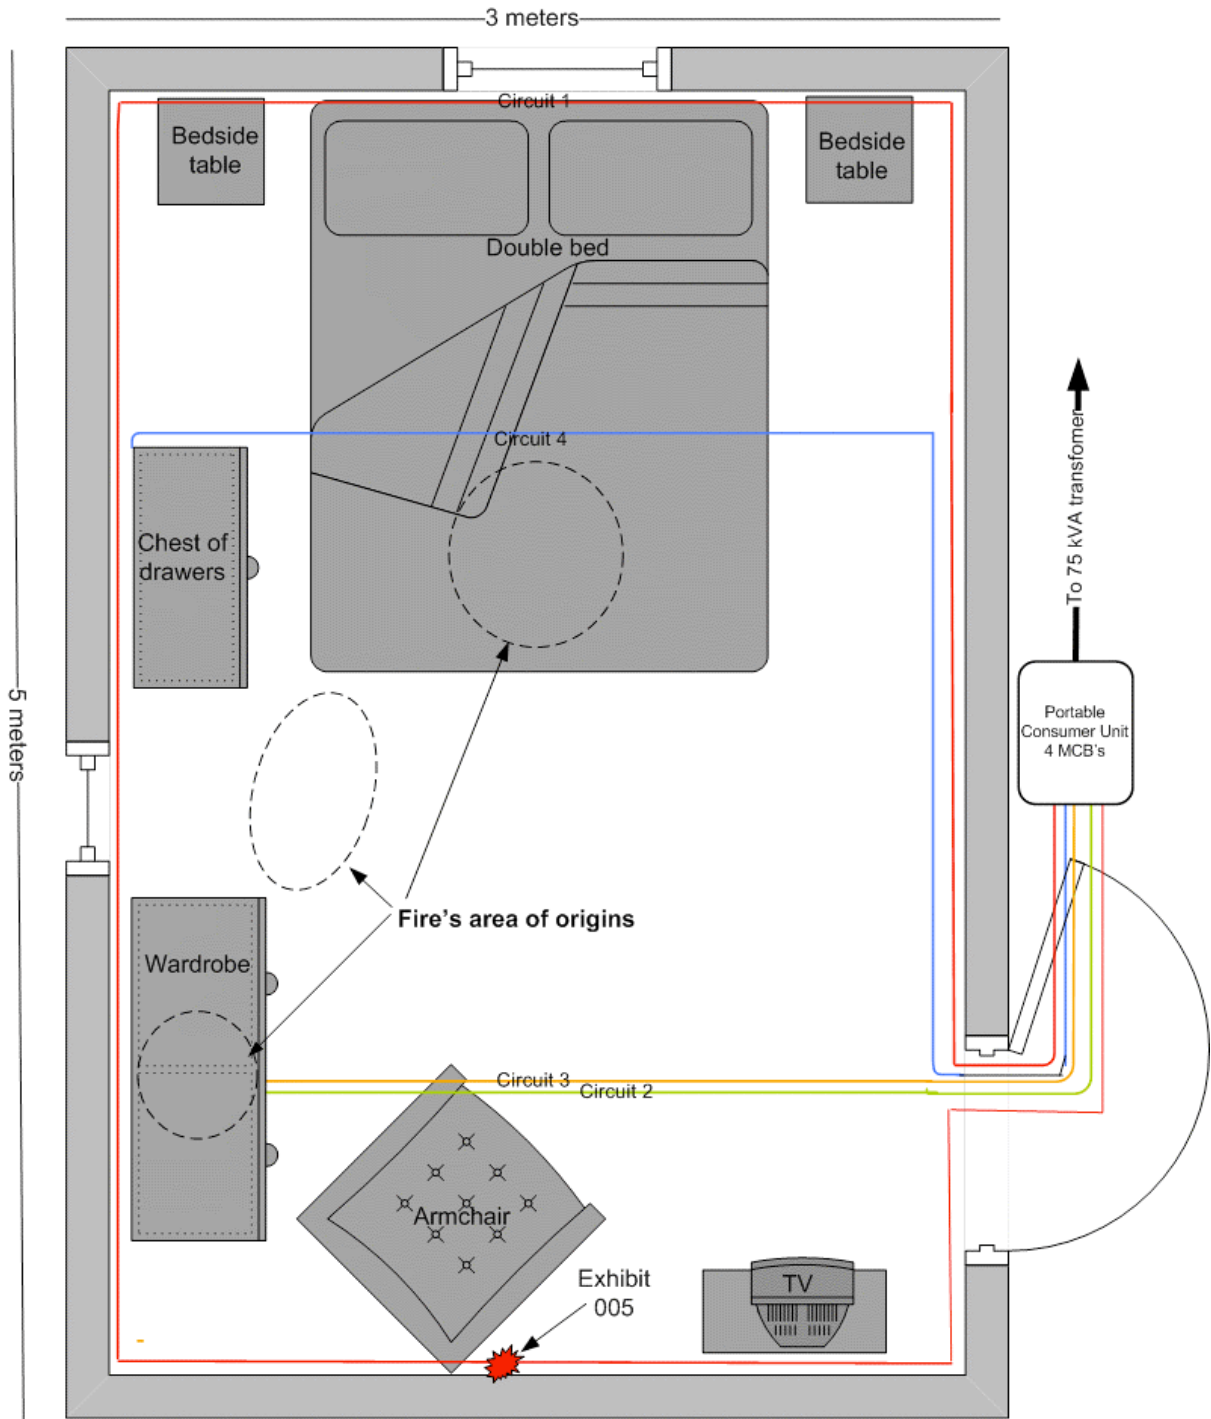 3 meters
Circuit 1
Bedside
table
Bedside
table
Double bed
Circuit 4
To 75 kVA transfomer
Chest of
drawers
5 meters
Portable
Consumer Unit
4 MCB's
Fire's area of origins
Wardrobe
Circuit 3
Circuit 2
Armchair
Exhibit
005
TV